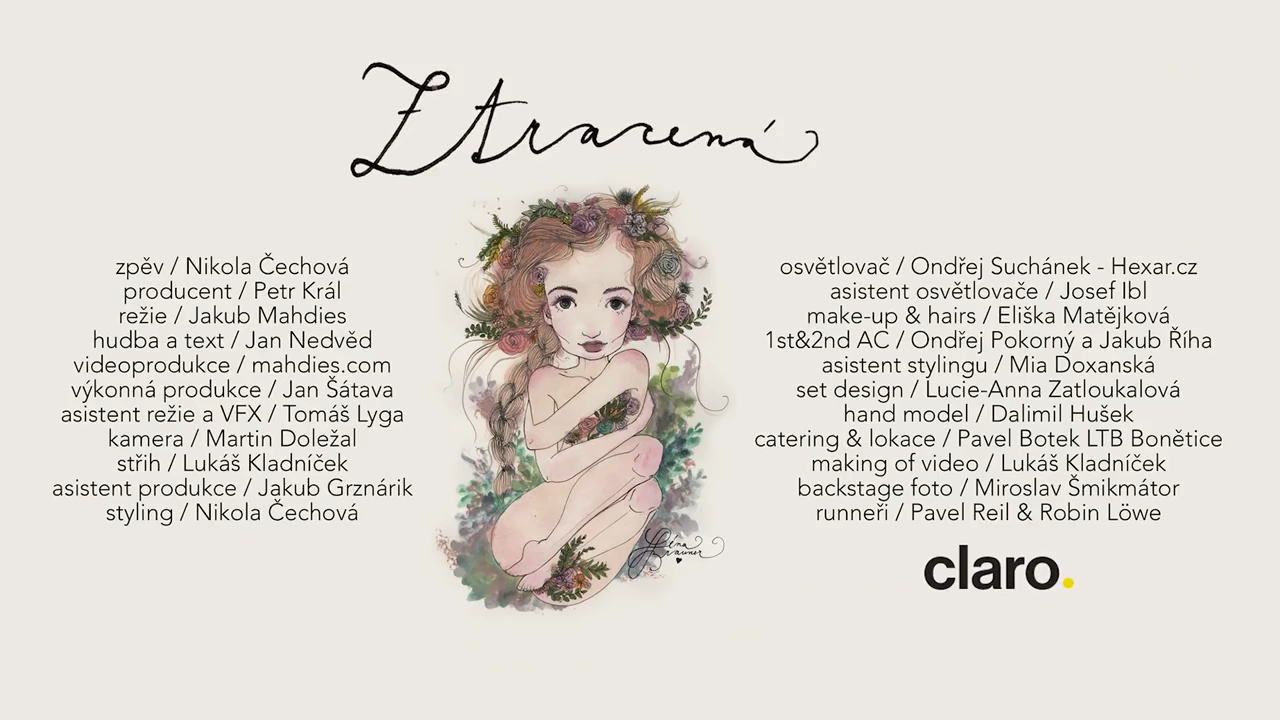 Ztracená
zpěv / Nikola Čechová
producent / Petr Král
režie / Jakub Mahdies
hudba a text / Jan Nedvěd
videoprodukce / mahdies.com
výkonná produkce / Jan Šátava
asistent režie a VFX / Tomáš Lyga
kamera / Martin Doležal
střih / Lukáš Kladníček
asistent produkce / Jakub Grznárik
styling / Nikola Čechová
Léna Brauner
osvětlovač / Ondřej Suchánek - Hexar.cz
asistent osvětlovače / Josef Ibl
make-up & hairs / Eliška Matějková
1st&2nd AC / Ondřej Pokorný a Jakub Říha
asistent stylingu / Mia Doxanská
set design / Lucie-Anna Zatloukalová
hand model / Dalimil Hušek
catering & lokace / Pavel Botek LTB Bonětice
making of video / Lukáš Kladníček
backstage foto / Miroslav Šmikmátor
runneři / Pavel Reil & Robin Löwe
claro.